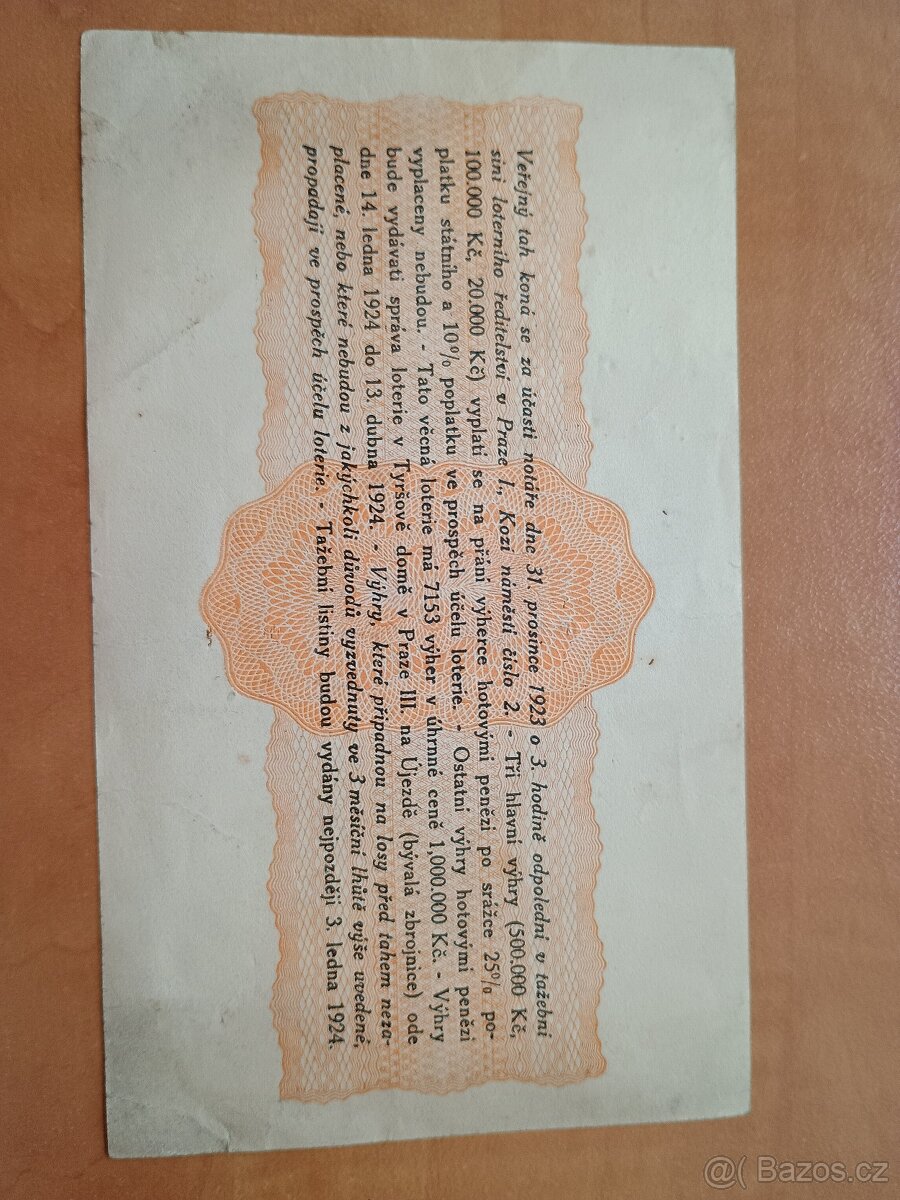 Veřejný tah koná se za účasti notáře dne 31. prosince 1923 o 3. hodině odpolední v tažební
síni loterního ředitelství v Praze I., Kozí náměstí číslo 2. - Tři hlavní výhry (500.000 Kč,
100.000 Kč, 20.000 Kč) vyplatí se na přání výherce hotovými penězi po srážce 25% po-
platku státního a 10% poplatku ve prospěch účelu loterie. - Ostatní výhry hotovými penězi
vyplaceny nebudou. - Tato věcná loterie má 7153 výher v úhrnné ceně 1,000.000 Kč. - Výhry
bude vydávati správa loterie v Tyršově domě v Praze III. na Újezdě (bývalá zbrojnice) ode
dne 14. ledna 1924 do 13. dubna 1924. - Výhry, které připadnou na losy před tahem neza-
placené, nebo které nebudou z jakýchkoli důvodů vyzvednuty ve 3 měsíční lhůtě výše uvedené,
propadají ve prospěch účelu loterie. - Tažební listiny budou vydány nejpozději 3. ledna 1924.
@( Bazos.cz